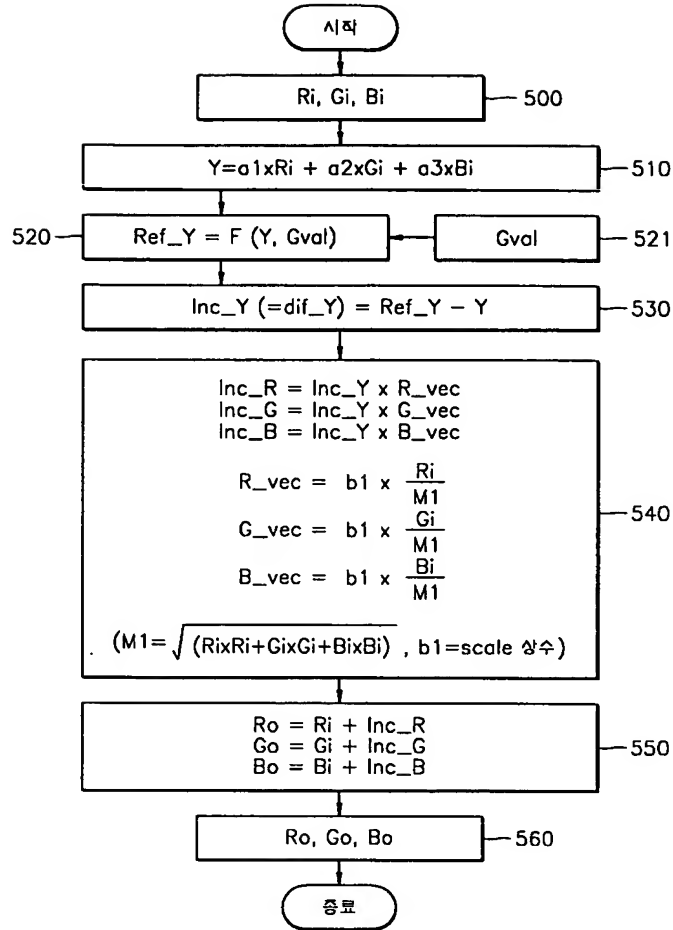 시작
Ri, Gi, Bi
500
Y=a1xRi + a2xGi + a3xBi
510
520
Ref_Y = F (Y, Gval)
Gval
521
Inc_Y (=dif_Y) = Ref_Y - Y
530
Inc_R = Inc_Y x R_vec
Inc_G = Inc_Y x G_vec
Inc_B = Inc_Y x B_vec
R_vec = b1 x Ri/M1
G_vec = b1 x Gi/M1
B_vec = b1 x Bi/M1
540
(M1=√(RixRi+GixGi+BixBi) , b1=scale 상수)
Ro = Ri + Inc_R
Go = Gi + Inc_G
Bo = Bi + Inc_B
550
Ro, Go, Bo
560
종료